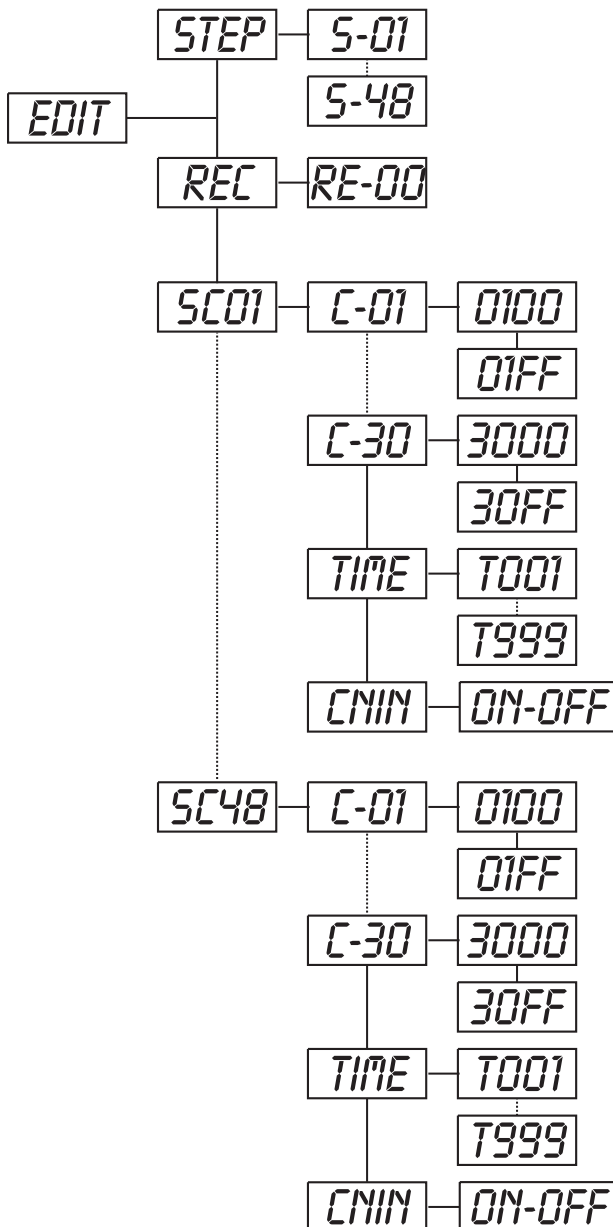 STEP S-01
S-48
EDIT
REC RE-00
SC01 C-01 0100
01FF
C-30 3000
30FF
TIME T001
T999
CNIN ON-OFF
SC48 C-01 0100
01FF
C-30 3000
30FF
TIME T001
T999
CNIN ON-OFF